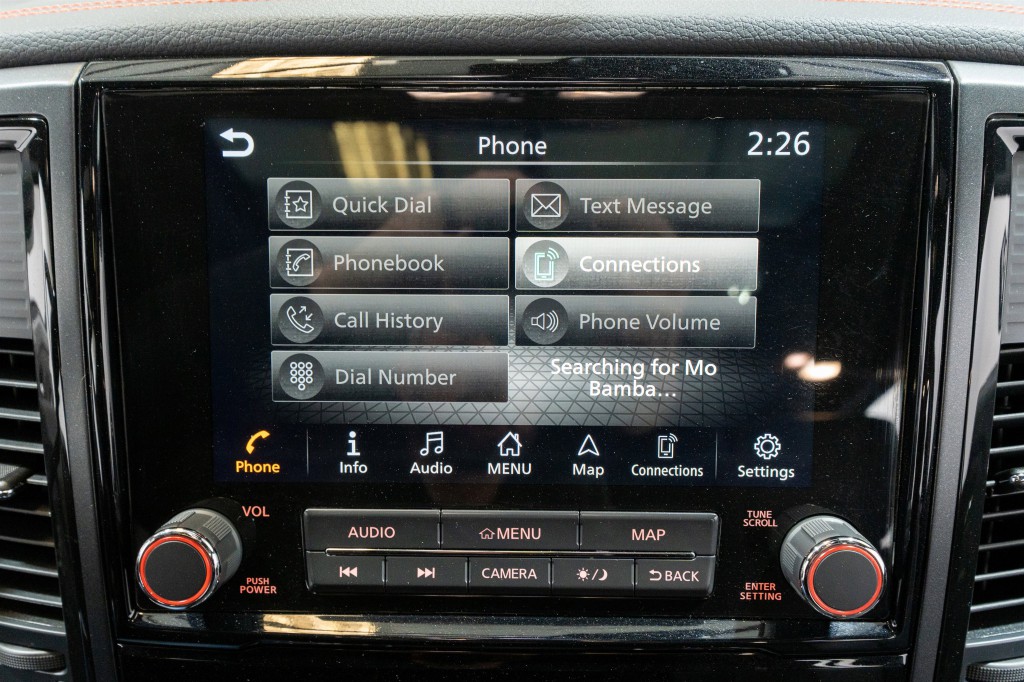 Phone
2:26
Quick Dial
Text Message
Phonebook
Connections
Call History
Phone Volume
Dial Number
Searching for Mo
Bamba...
Phone
Info
Audio
MENU
Map
Connections
Settings
VOL
PUSH
POWER
AUDIO
MENU
MAP
CAMERA
BACK
TUNE
SCROLL
ENTER
SETTING